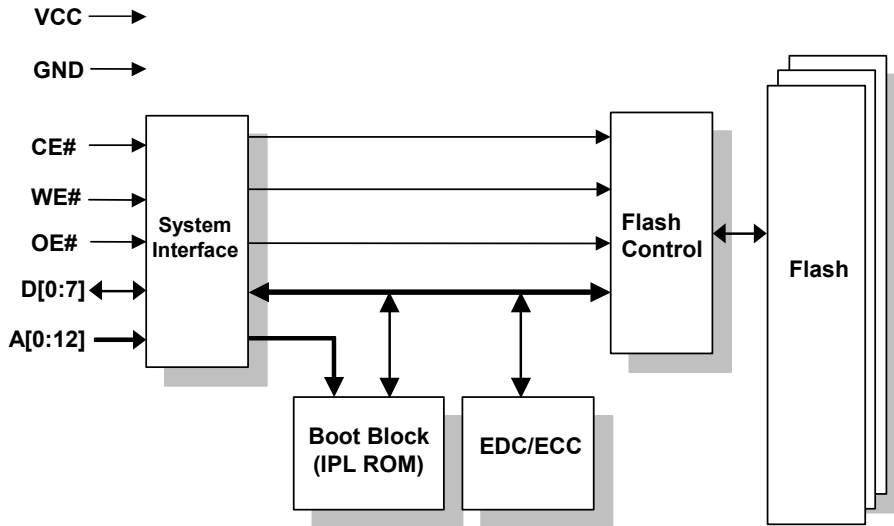 VCC
GND
CE#
WE#
OE#
D[0:7]
A[0:12]
System
Interface
Flash
Control
Flash
Boot Block
(IPL ROM)
EDC/ECC